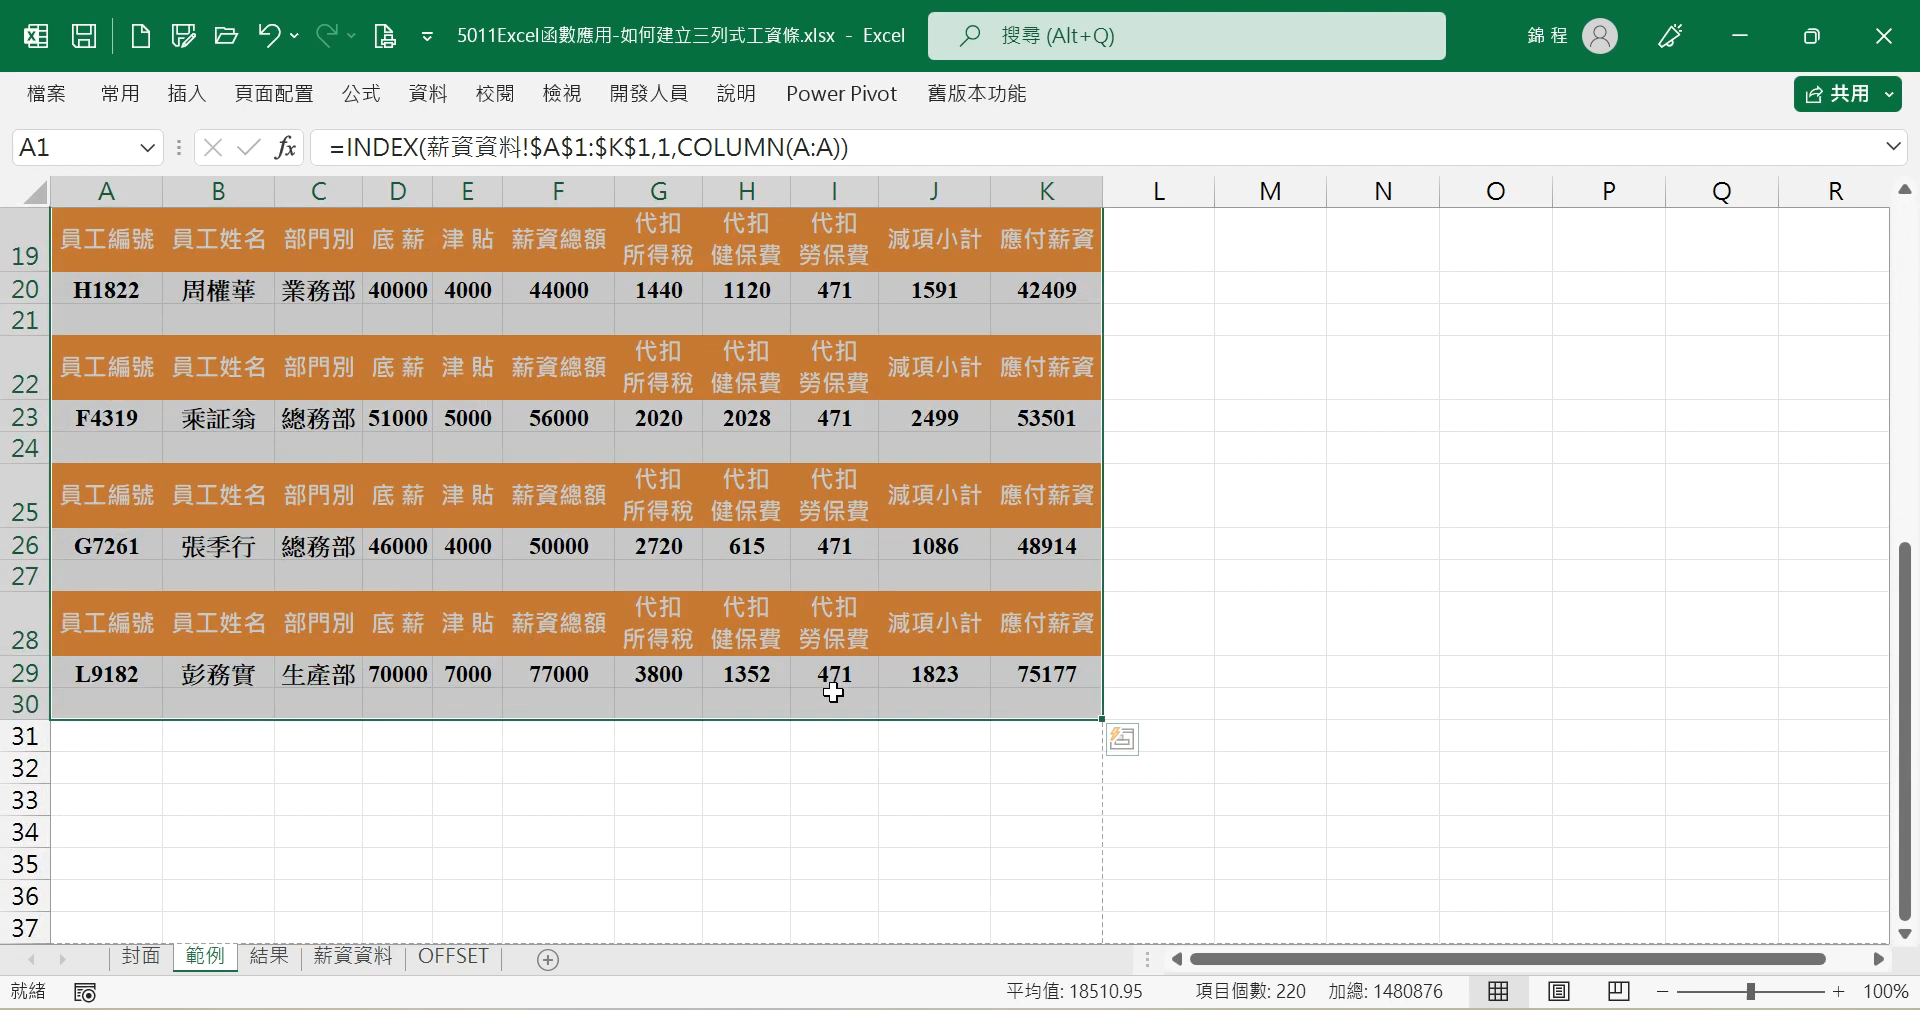 5011Excel函數應用-如何建立三列式工資條.xlsx - Excel
搜尋 (Alt+Q)
錦 程
檔案 常用 插入 頁面配置 公式 資料 校閱 檢視 開發人員 說明 Power Pivot 舊版本功能
共用
A1 fx =INDEX(薪資資料!$A$1:$K$1,1,COLUMN(A:A))
A B C D E F G H I J K L M N O P Q R
19 員工編號 員工姓名 部門別 底 薪 津 貼 薪資總額 代扣所得稅 代扣健保費 代扣勞保費 減項小計 應付薪資
20 H1822 周權華 業務部 40000 4000 44000 1440 1120 471 1591 42409
21
22 員工編號 員工姓名 部門別 底 薪 津 貼 薪資總額 代扣所得稅 代扣健保費 代扣勞保費 減項小計 應付薪資
23 F4319 乘証翁 總務部 51000 5000 56000 2020 2028 471 2499 53501
24
25 員工編號 員工姓名 部門別 底 薪 津 貼 薪資總額 代扣所得稅 代扣健保費 代扣勞保費 減項小計 應付薪資
26 G7261 張季行 總務部 46000 4000 50000 2720 615 471 1086 48914
27
28 員工編號 員工姓名 部門別 底 薪 津 貼 薪資總額 代扣所得稅 代扣健保費 代扣勞保費 減項小計 應付薪資
29 L9182 彭務實 生產部 70000 7000 77000 3800 1352 471 1823 75177
30
31
32
33
34
35
36
37
封面 範例 結果 薪資資料 OFFSET
就緒 平均值: 18510.95 項目個數: 220 加總: 1480876 100%